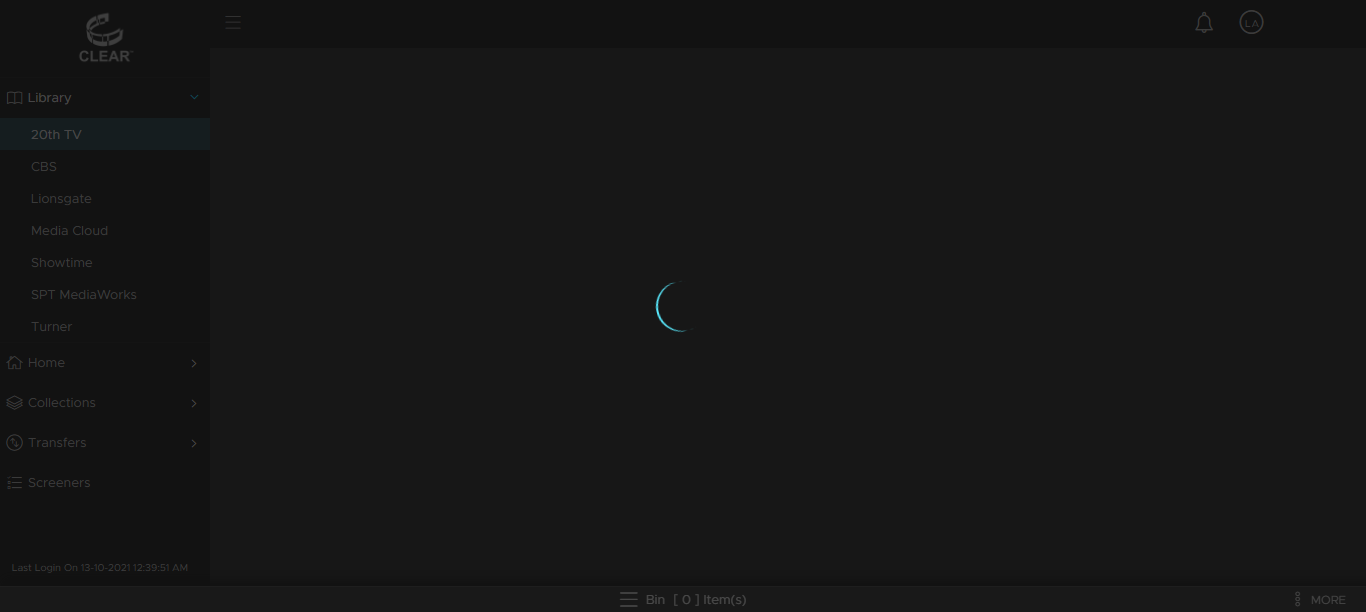 CLEAR™
LA
Library
20th TV
CBS
Lionsgate
Media Cloud
Showtime
SPT MediaWorks
Turner
Home
Collections
Transfers
Screeners
Last Login On 13-10-2021 12:39:51 AM
Bin [ 0 ] Item(s)
MORE